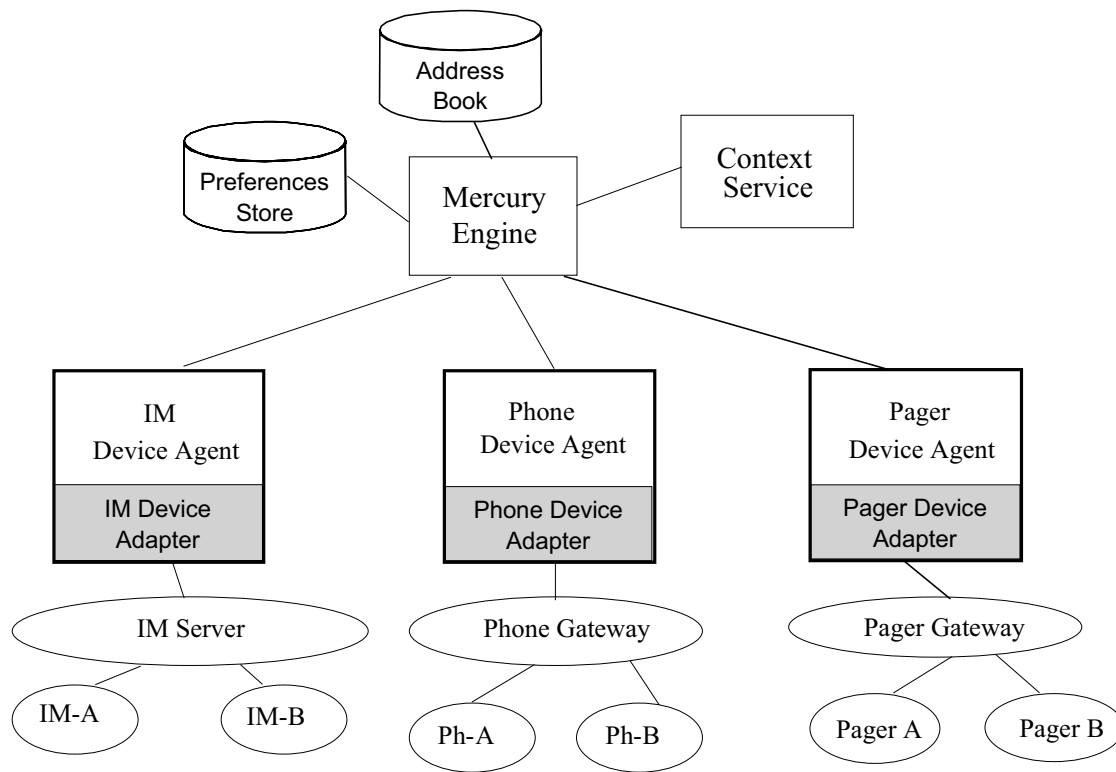 Address
Book
Preferences
Store
Mercury
Engine
Context
Service
IM
Device Agent
IM Device
Adapter
Phone
Device Agent
Phone Device
Adapter
Pager
Device Agent
Pager Device
Adapter
IM Server
Phone Gateway
Pager Gateway
IM-A
IM-B
Ph-A
Ph-B
Pager A
Pager B